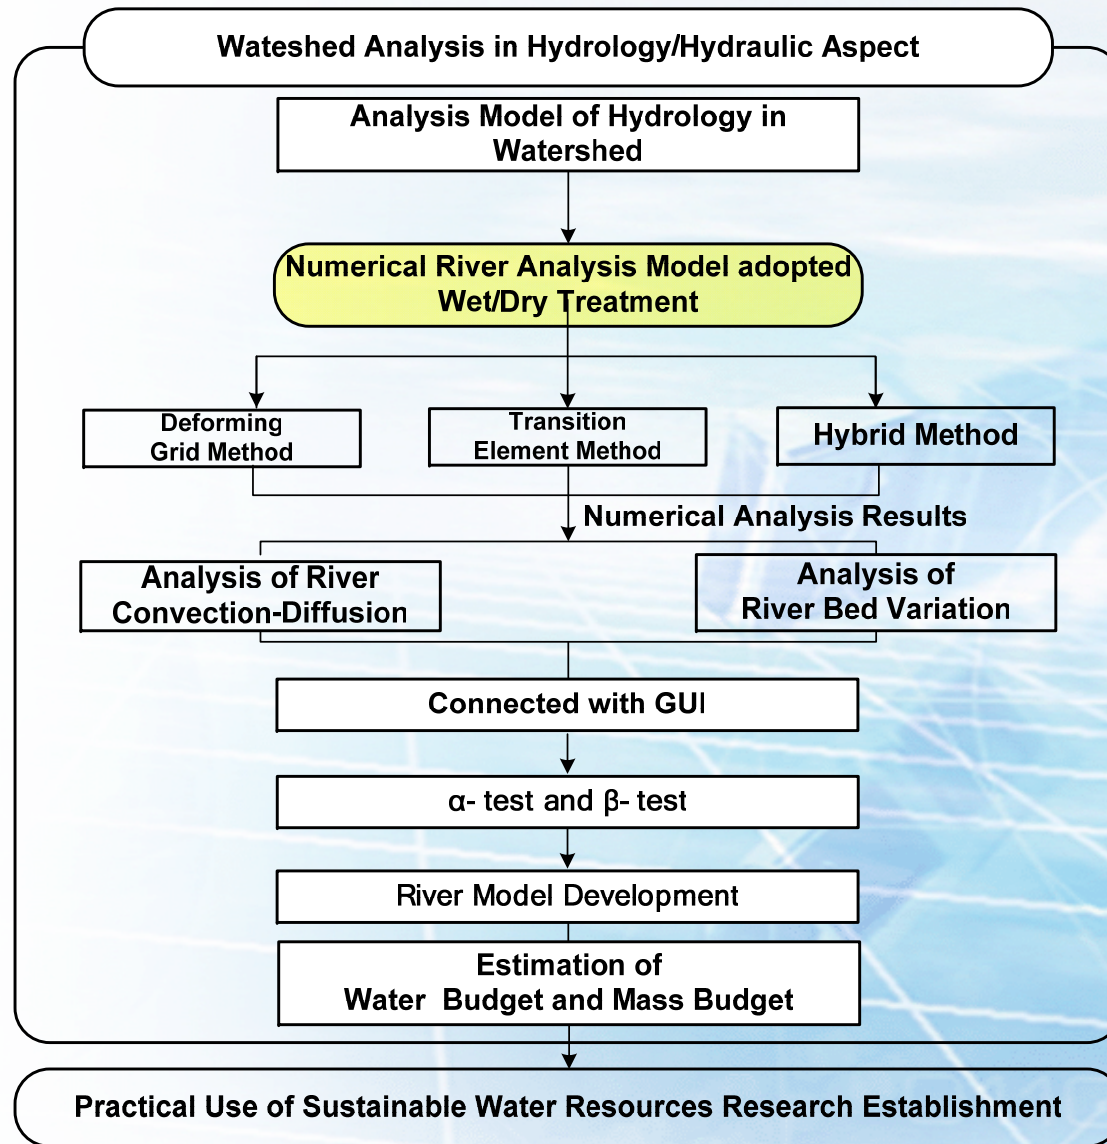 Wateshed Analysis in Hydrology/Hydraulic Aspect
Analysis Model of Hydrology in
Watershed
Numerical River Analysis Model adopted
Wet/Dry Treatment
Deforming
Grid Method
Transition
Element Method
Hybrid Method
Numerical Analysis Results
Analysis of River
Convection-Diffusion
Analysis of
River Bed Variation
Connected with GUI
α- test and β- test
River Model Development
Estimation of
Water Budget and Mass Budget
Practical Use of Sustainable Water Resources Research Establishment